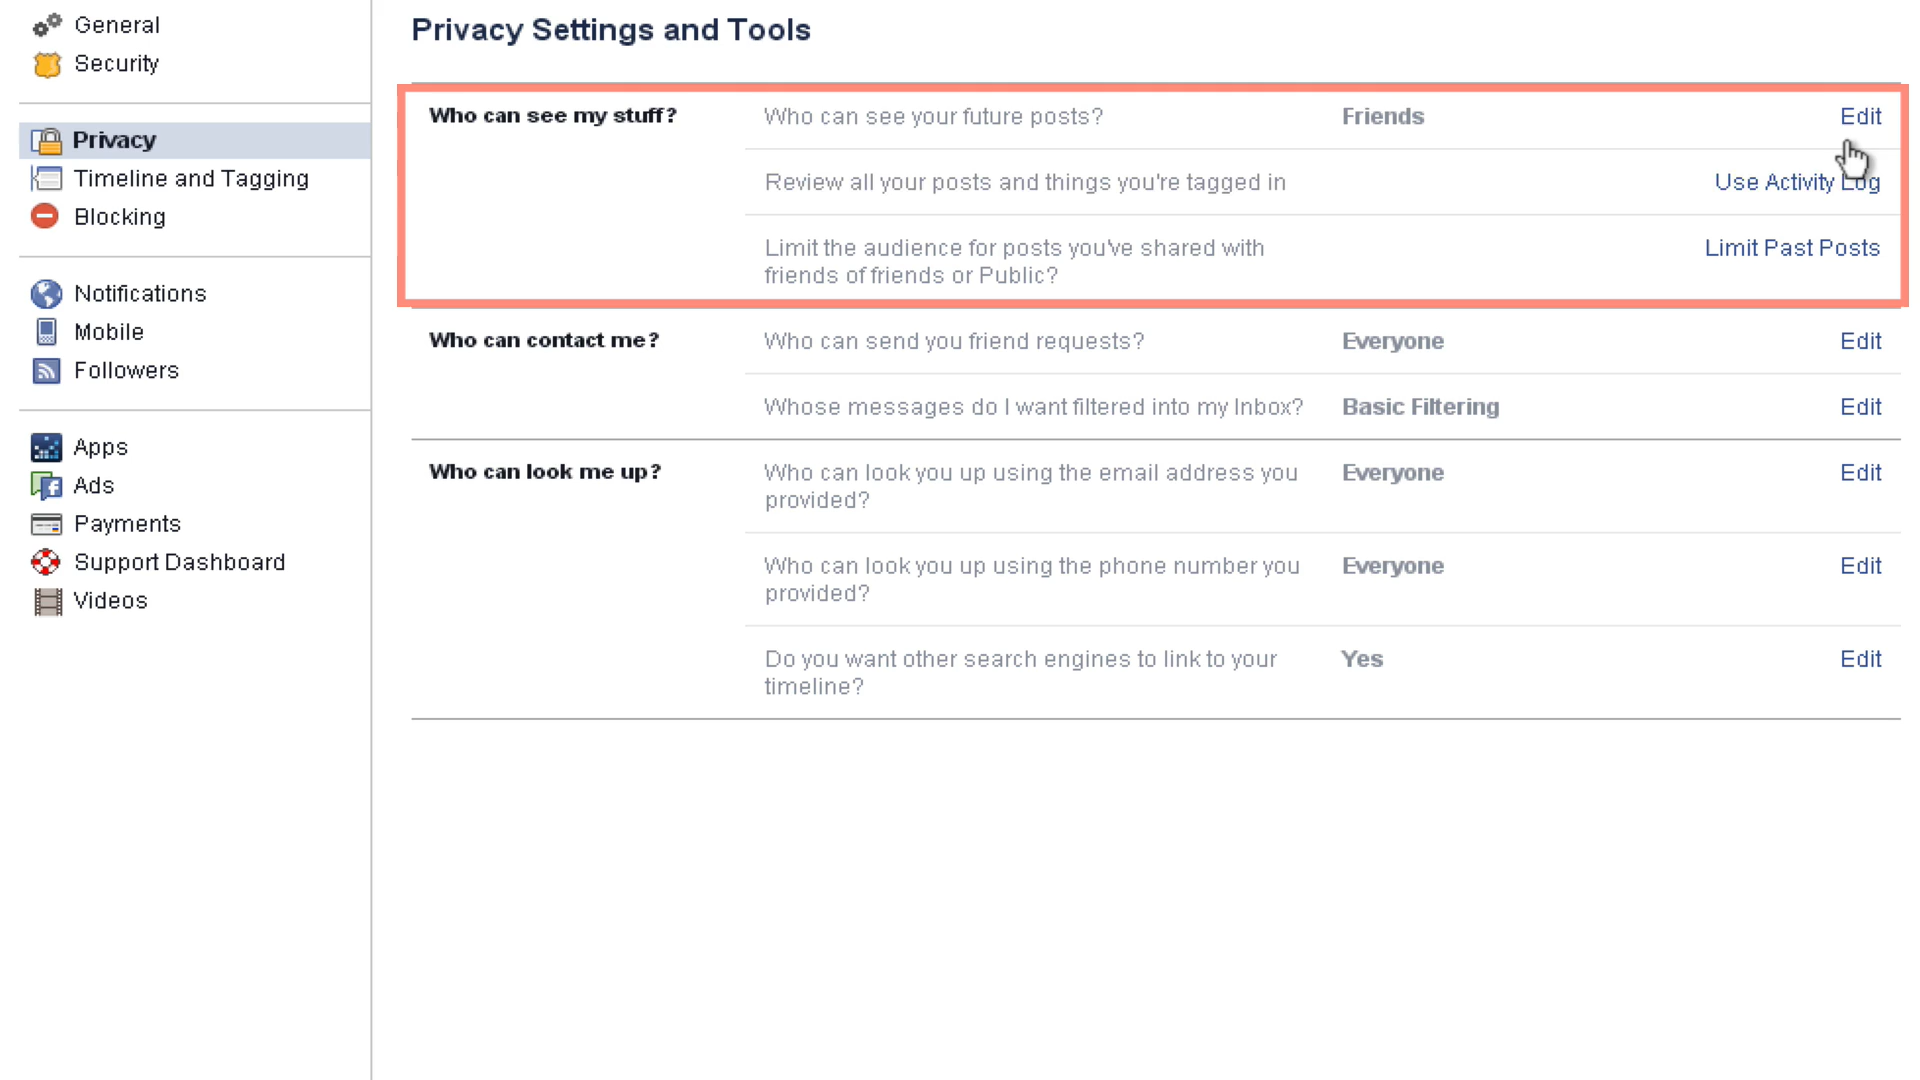 General
Security
Privacy
Timeline and Tagging
Blocking
Notifications
Mobile
Followers
Apps
Ads
Payments
Support Dashboard
Videos
Privacy Settings and Tools
Who can see my stuff?
Who can see your future posts?
Friends
Edit
Review all your posts and things you're tagged in
Use Activity Log
Limit the audience for posts you've shared with
friends of friends or Public?
Limit Past Posts
Who can contact me?
Who can send you friend requests?
Everyone
Edit
Whose messages do I want filtered into my Inbox?
Basic Filtering
Edit
Who can look me up?
Who can look you up using the email address you
provided?
Everyone
Edit
Who can look you up using the phone number you
provided?
Everyone
Edit
Do you want other search engines to link to your
timeline?
Yes
Edit